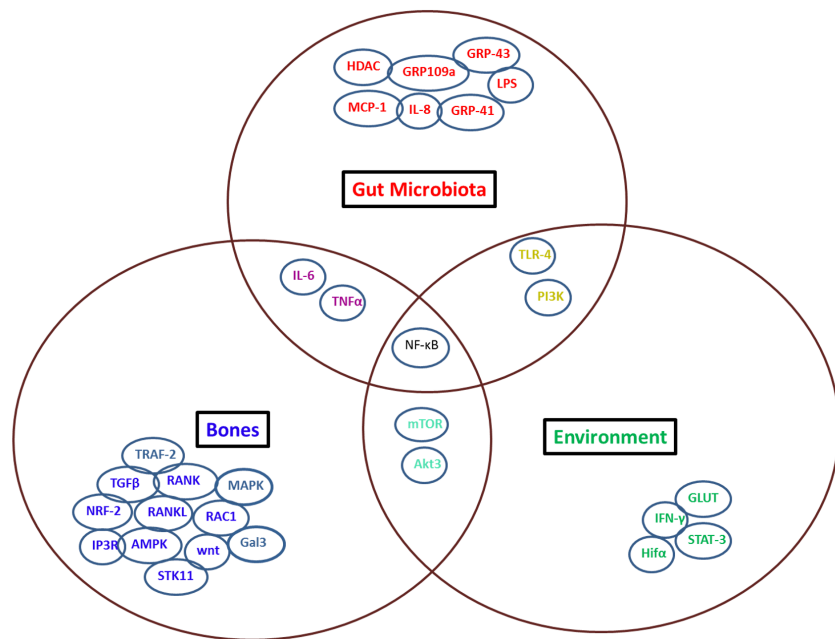 GRP-43
HDAC
GRP109a
LPS
MCP-1
IL-8
GRP-41
Gut Microbiota
TLR-4
IL-6
PI3K
TNFα
NF-κB
mTOR
Bones
Environment
TRAF-2
Akt3
TGFβ
RANK
MAPK
GLUT
NRF-2
RANKL
RAC1
IFN-γ
STAT-3
IP3R
AMPK
wnt
Gal3
Hifα
STK11